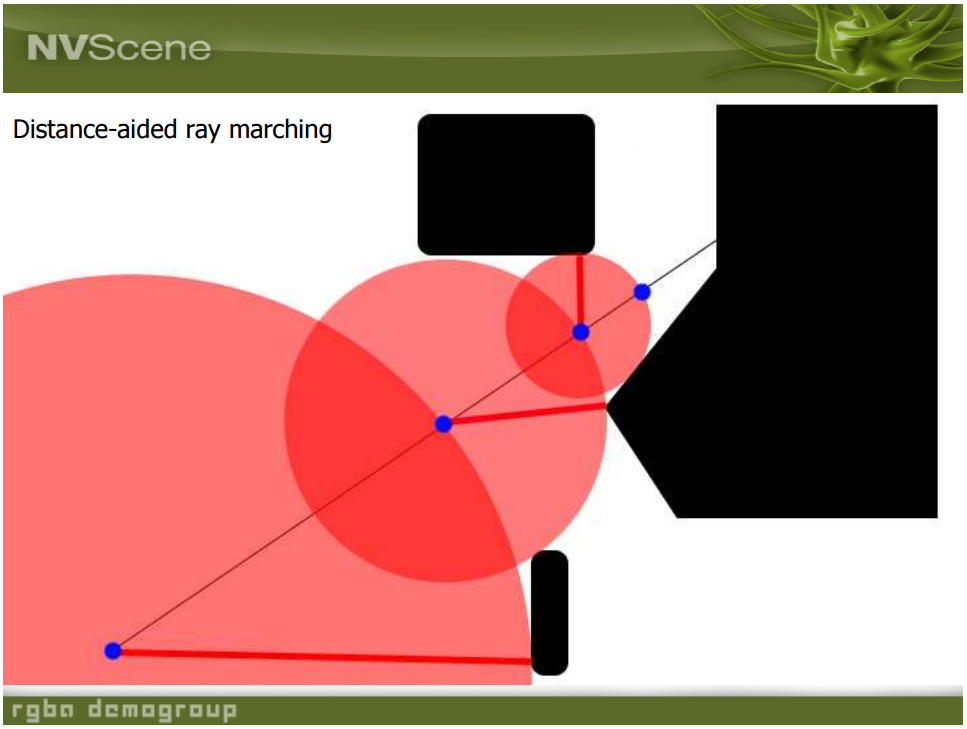 NVScene
Distance-aided ray marching
rgba demogroup